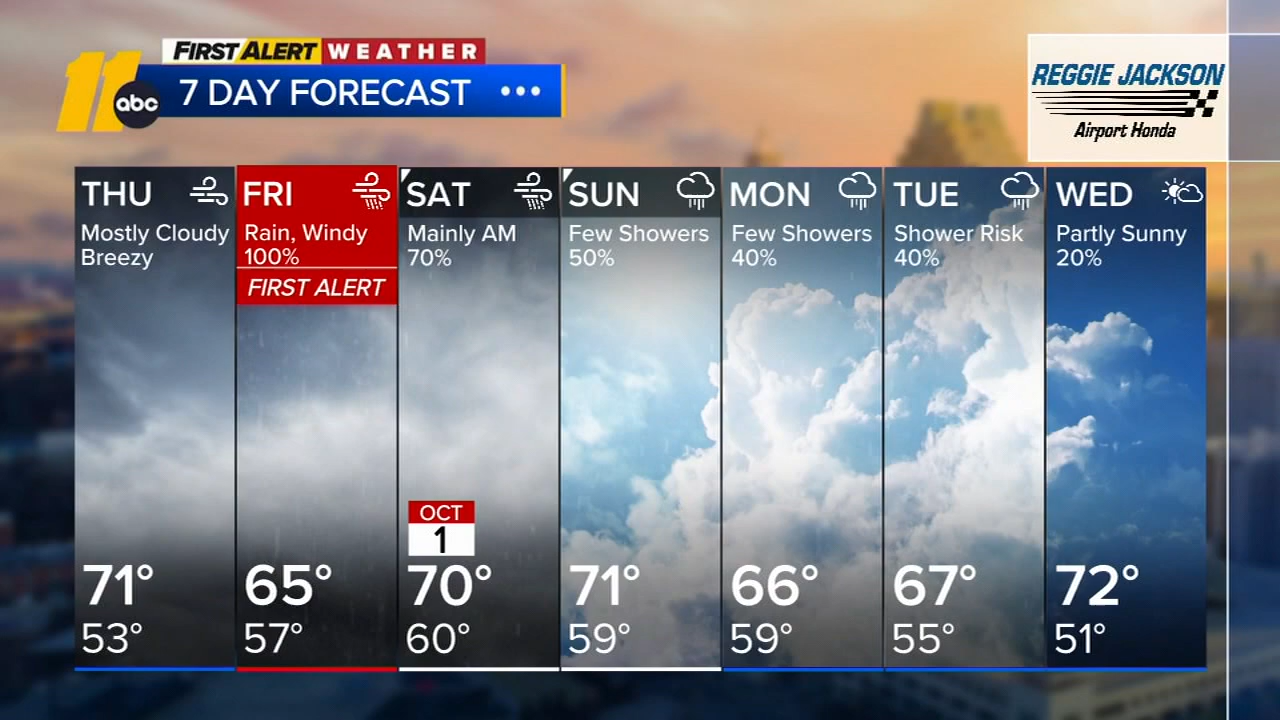 FIRST ALERT WEATHER
11 abc 7 DAY FORECAST
REGGIE JACKSON
Airport Honda
THU
Mostly Cloudy
Breezy
71°
53°
FRI
Rain, Windy
100%
FIRST ALERT
65°
57°
SAT
Mainly AM
70%
OCT
1
70°
60°
SUN
Few Showers
50%
71°
59°
MON
Few Showers
40%
66°
59°
TUE
Shower Risk
40%
67°
55°
WED
Partly Sunny
20%
72°
51°